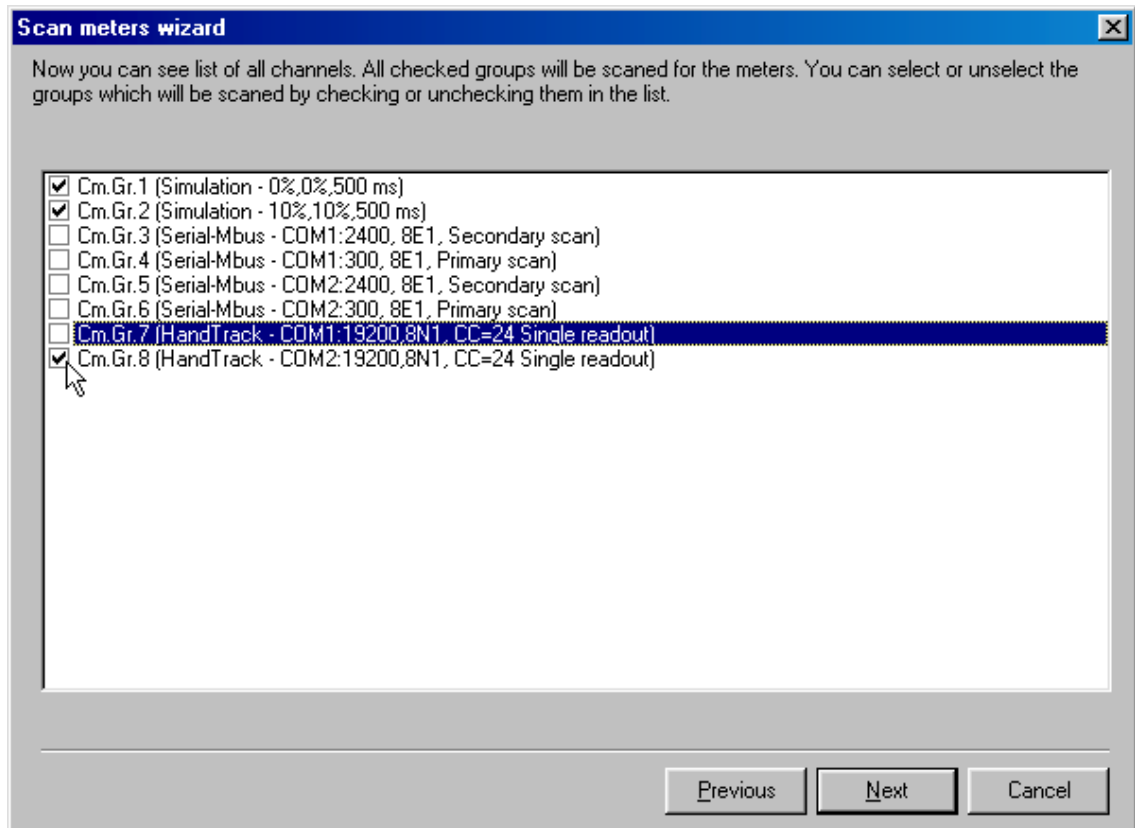 Scan meters wizard
Now you can see list of all channels. All checked groups will be scaned for the meters. You can select or unselect the
groups which will be scaned by checking or unchecking them in the list.
Cm.Gr.1 (Simulation - 0%,0%,500 ms)
Cm.Gr.2 (Simulation - 10%,10%,500 ms)
Cm.Gr.3 (Serial-Mbus - COM1:2400, 8E1, Secondary scan)
Cm.Gr.4 (Serial-Mbus - COM1:300, 8E1, Primary scan)
Cm.Gr.5 (Serial-Mbus - COM2:2400, 8E1, Secondary scan)
Cm.Gr.6 (Serial-Mbus - COM2:300, 8E1, Primary scan)
Cm.Gr.7 (HandTrack - COM1:19200,8N1, CC=24 Single readout)
Cm.Gr.8 (HandTrack - COM2:19200,8N1, CC=24 Single readout)
Previous Next Cancel